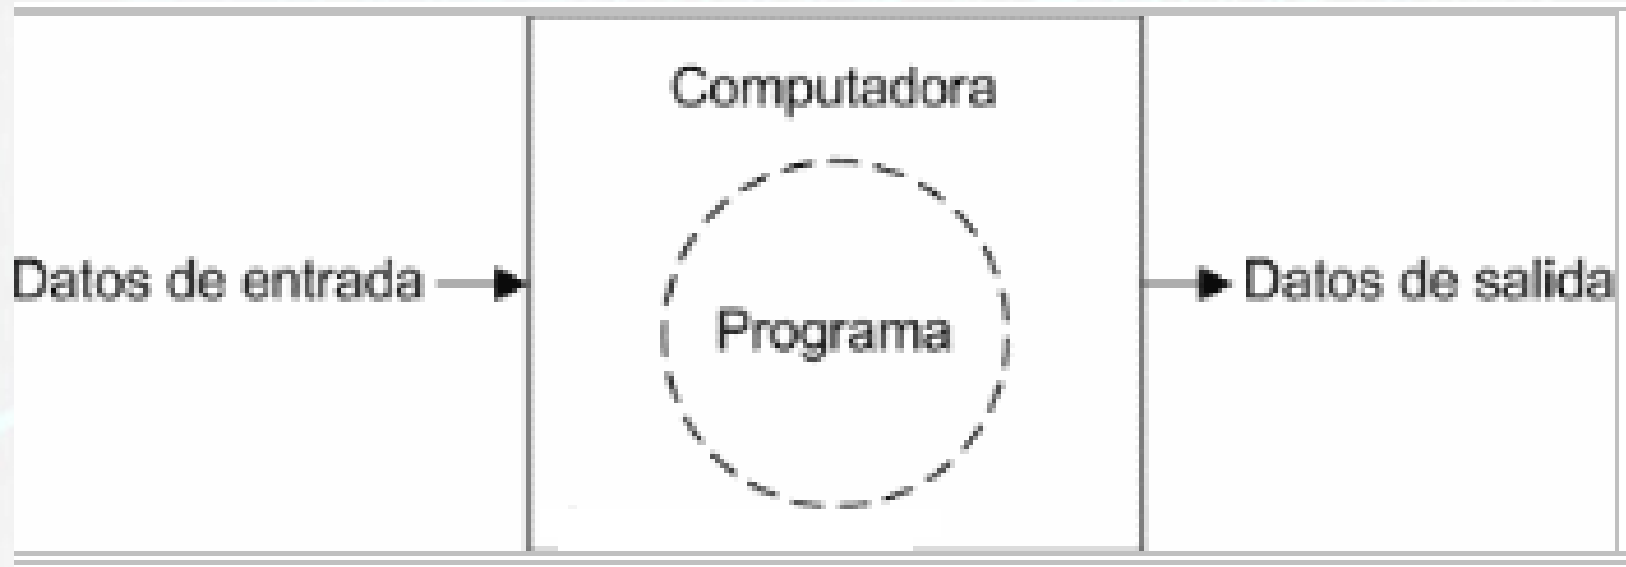 Computadora
Datos de entrada
Programa
Datos de salida